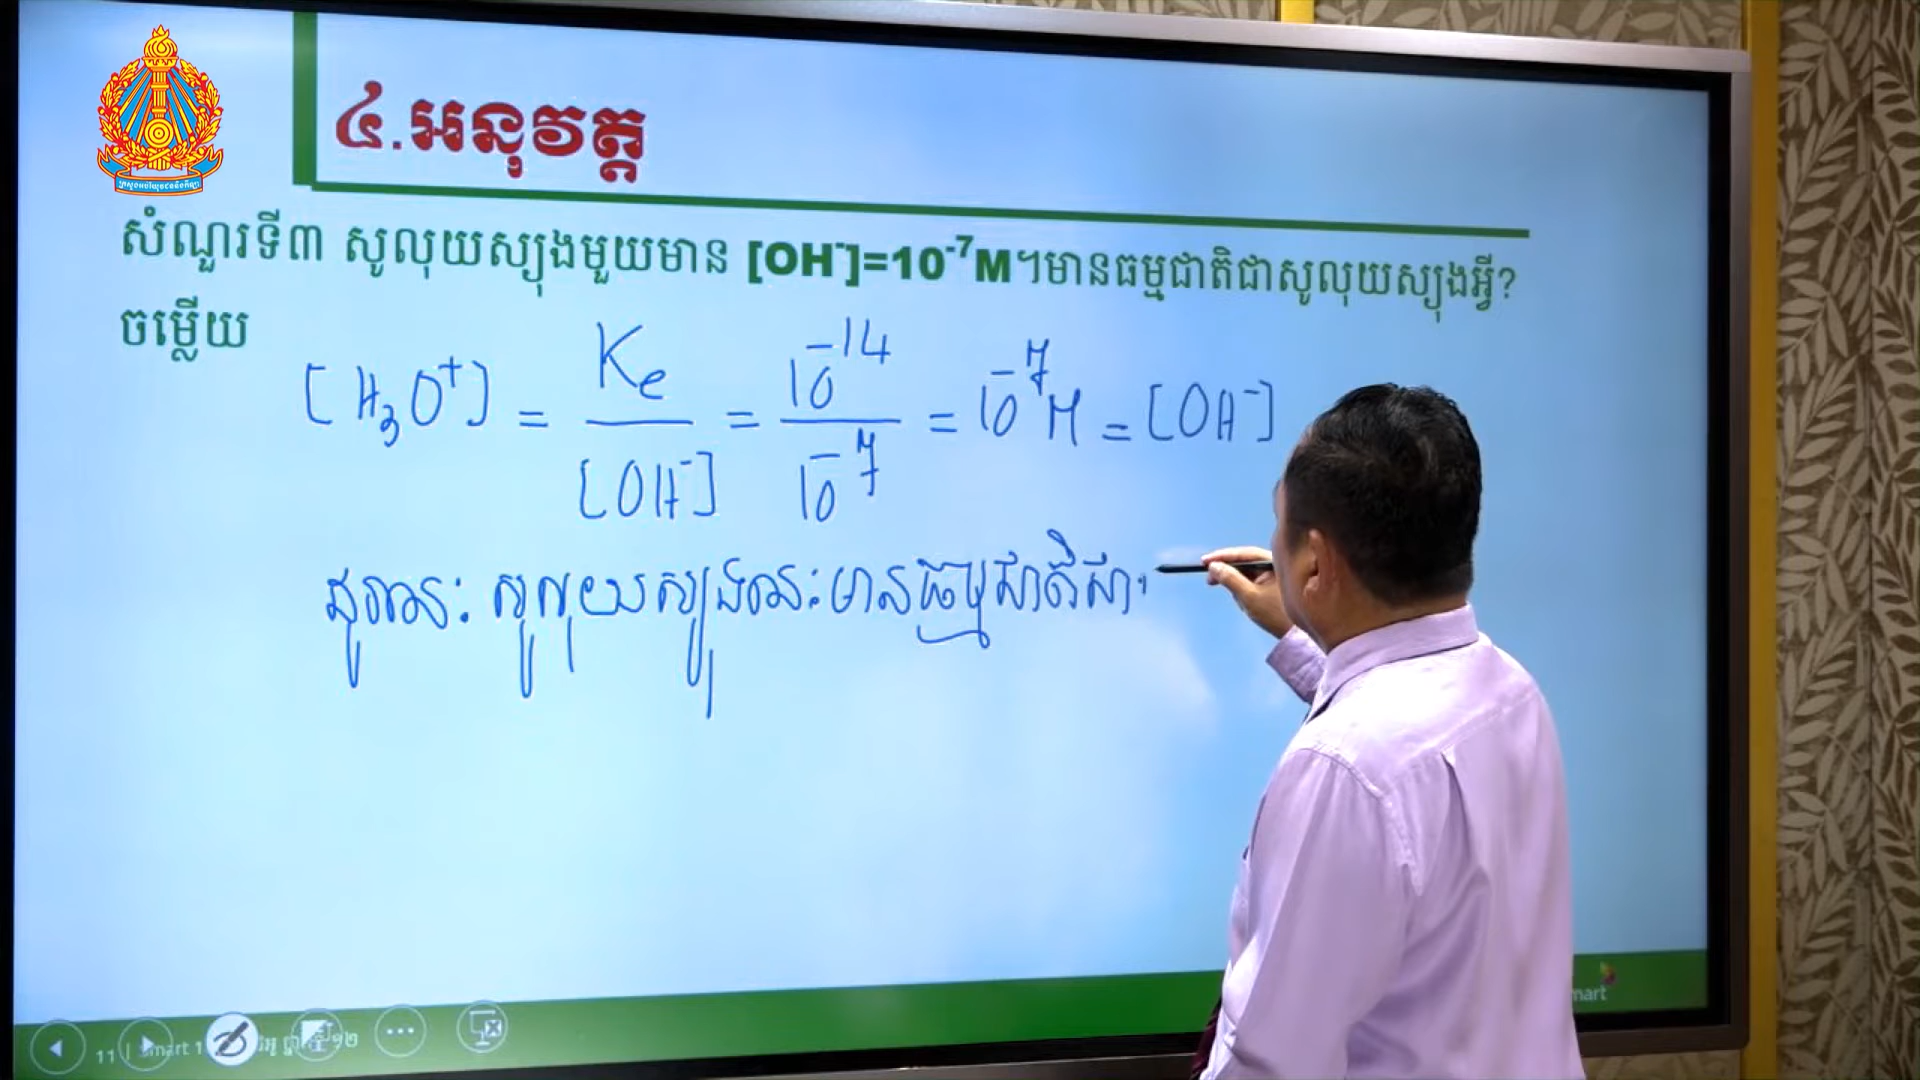 ៤.អនុវត្ត
សំណួរទី៣ សូលុយស្យុងមួយមាន [OH⁻]=10⁻⁷M។មានធម្មជាតិជាសូលុយស្យុងអ្វី?
ចម្លើយ
[H₃O⁺] = Ke / [OH⁻] = 10⁻¹⁴ / 10⁻⁷ = 10⁻⁷M = [OH⁻]
ដូចនេះ សូលុយស្យុងនេះមានធម្មជាតិជា
11 | Smart